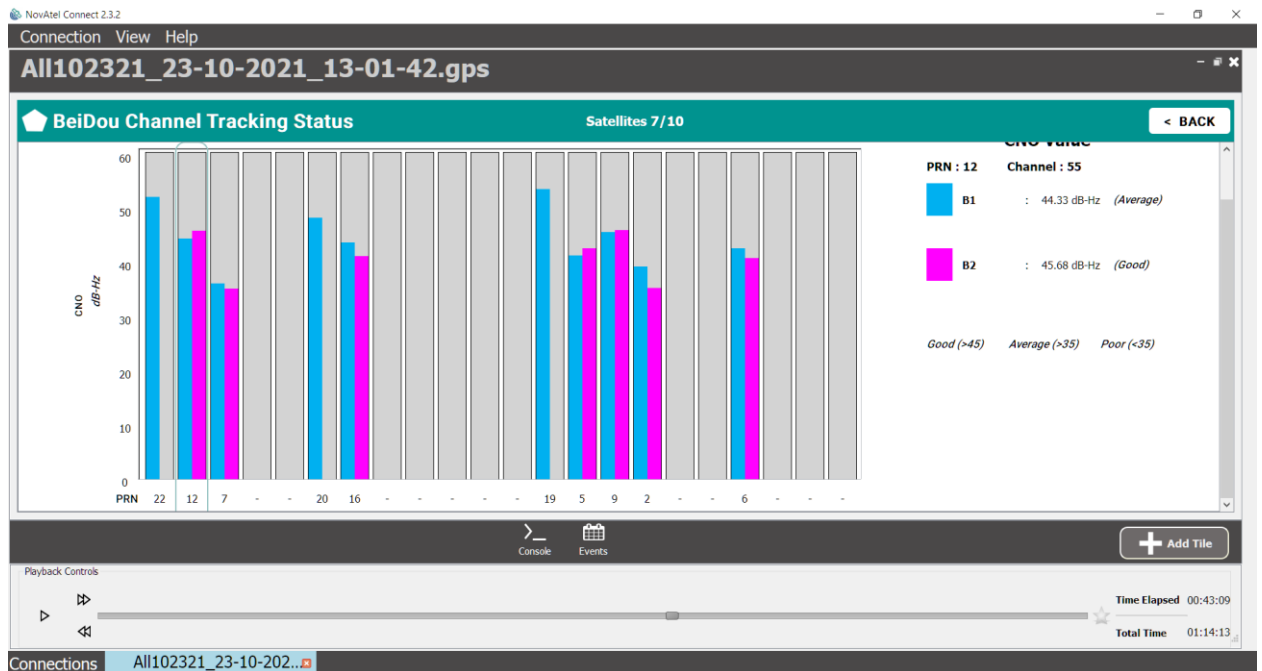 NovAtel Connect 2.3.2
Connection View Help
All102321_23-10-2021_13-01-42.gps
BeiDou Channel Tracking Status Satellites 7/10 < BACK
CNO Value
PRN : 12 Channel : 55
B1 : 44.33 dB-Hz (Average)
B2 : 45.68 dB-Hz (Good)
Good (>45) Average (>35) Poor (<35)
CNO
dB-Hz
60
50
40
30
20
10
0
PRN 22 12 7 - - 20 16 - - - - - 19 5 9 2 - - 6 - - -
Console Events
Add Tile
Playback Controls
Time Elapsed 00:43:09
Total Time 01:14:13
Connections All102321_23-10-202...